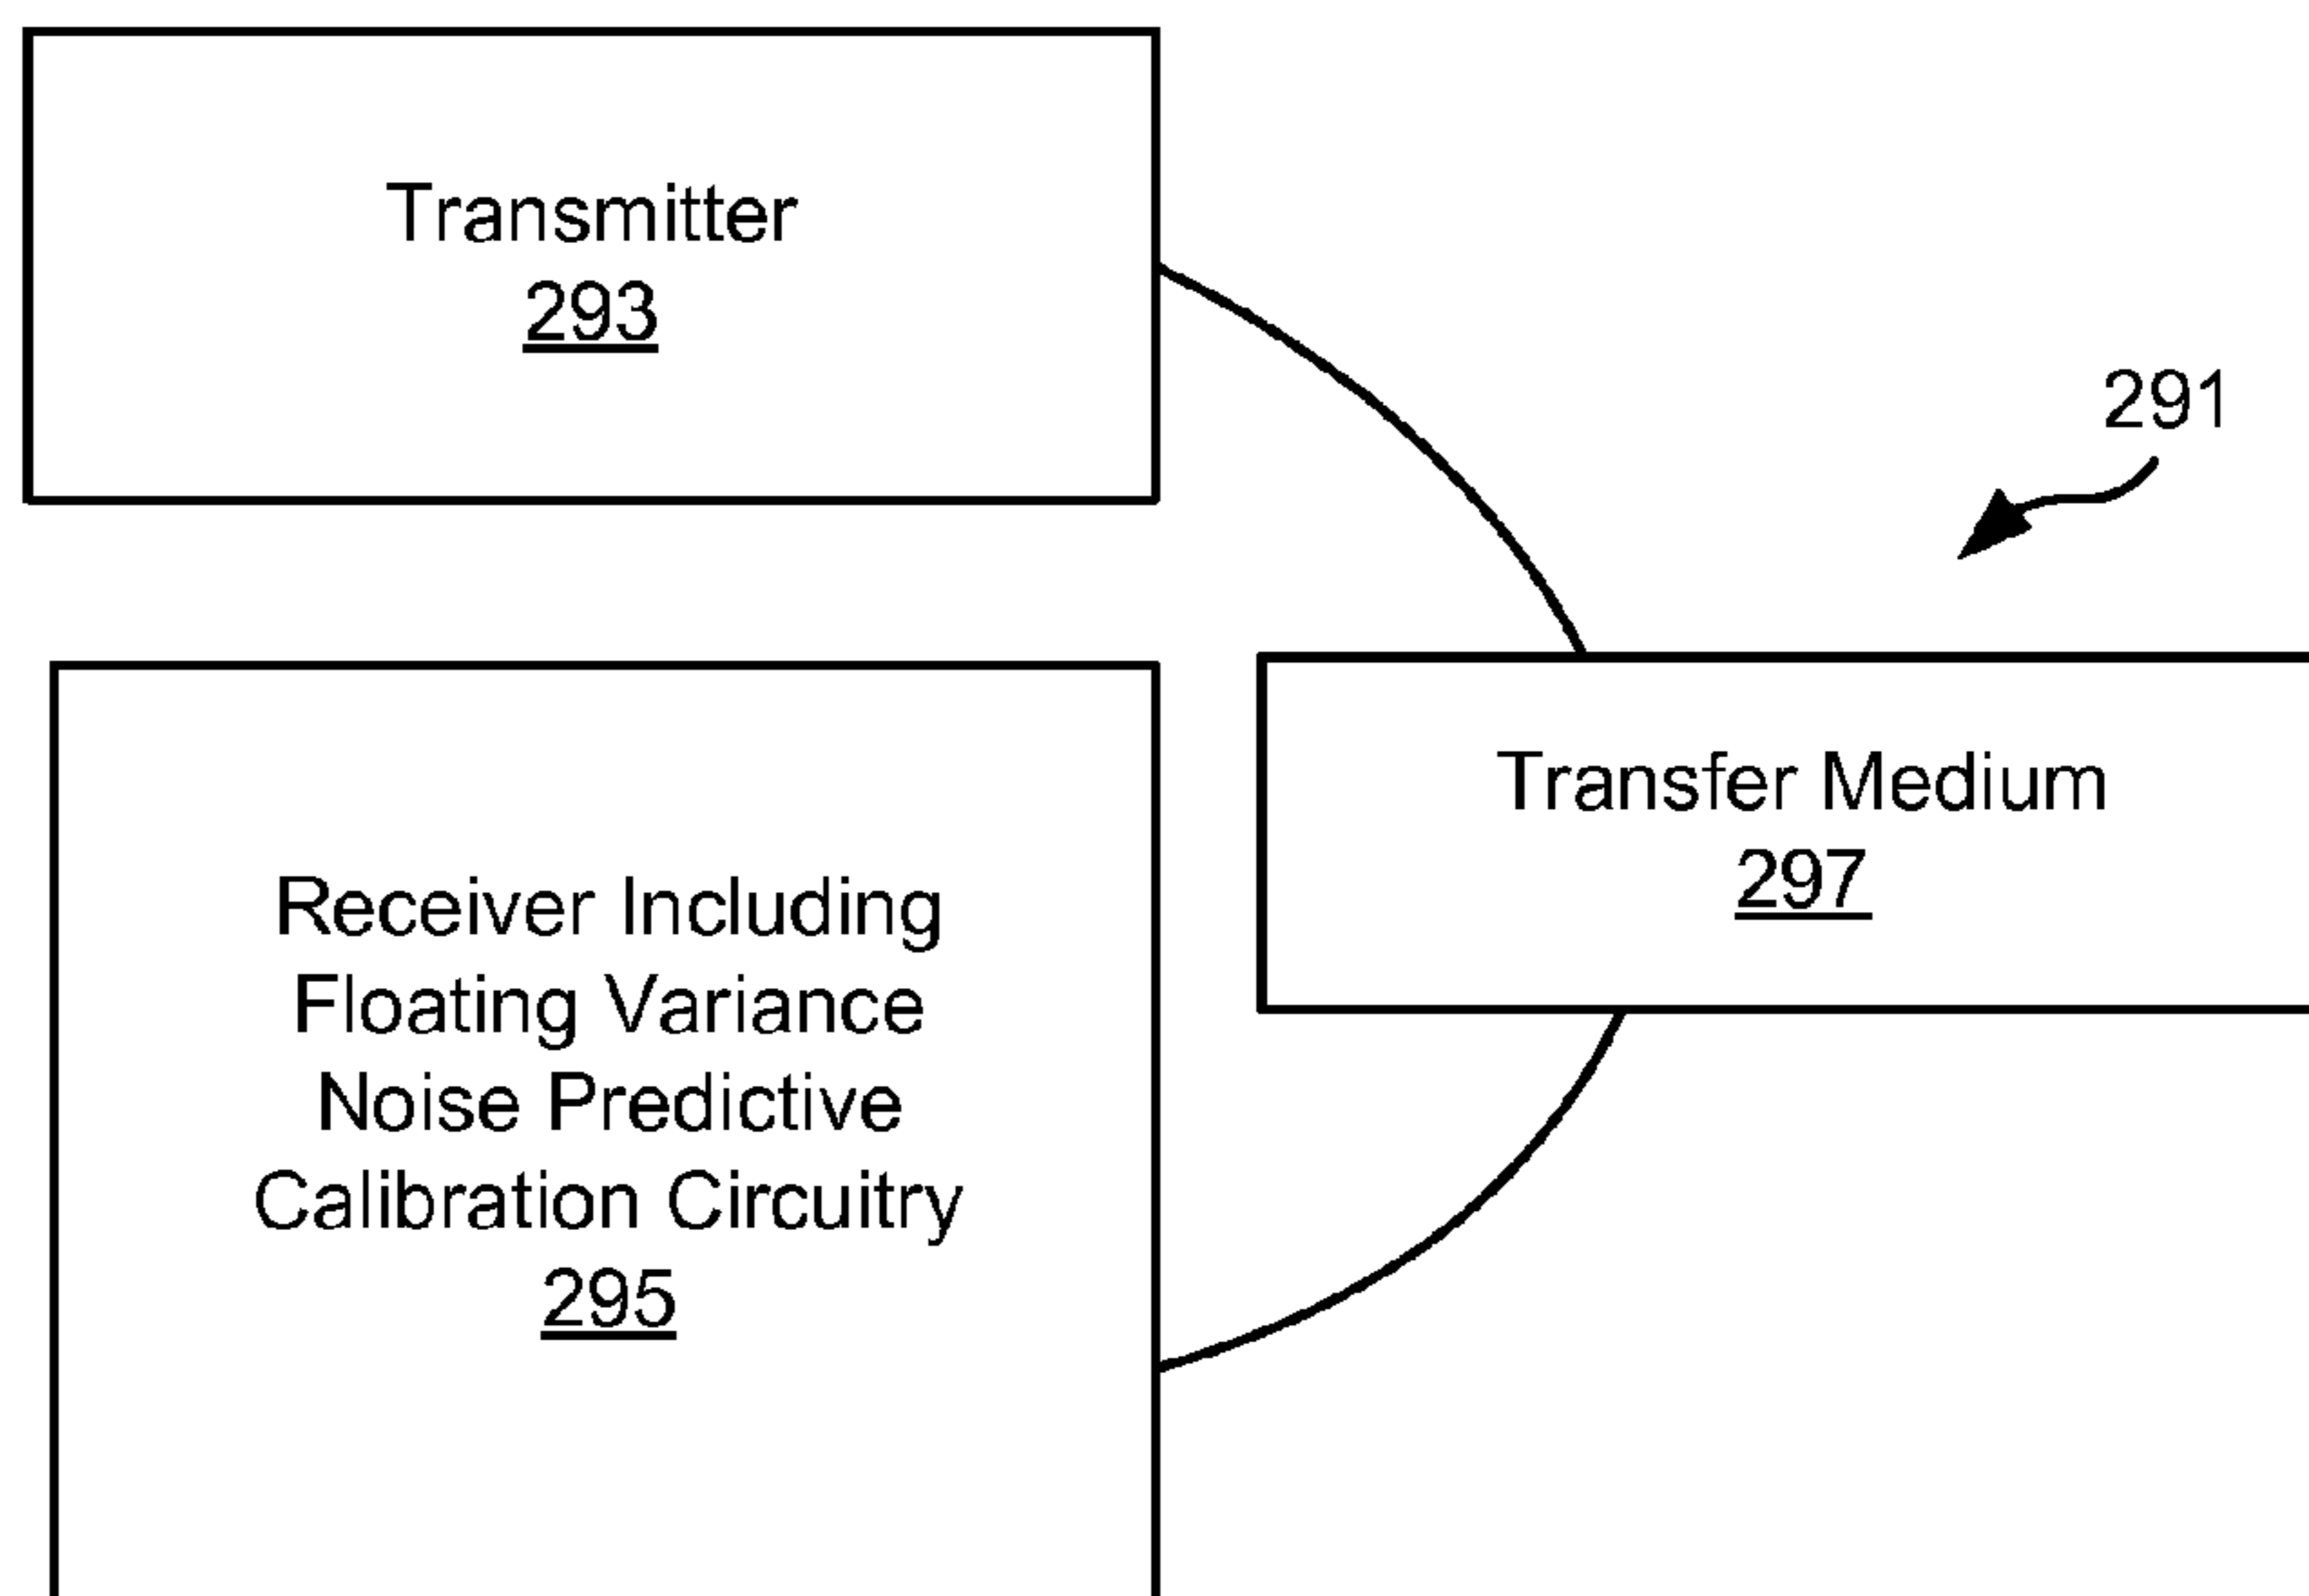 Transmitter
293
291
Transfer Medium
297
Receiver Including
Floating Variance
Noise Predictive
Calibration Circuitry
295